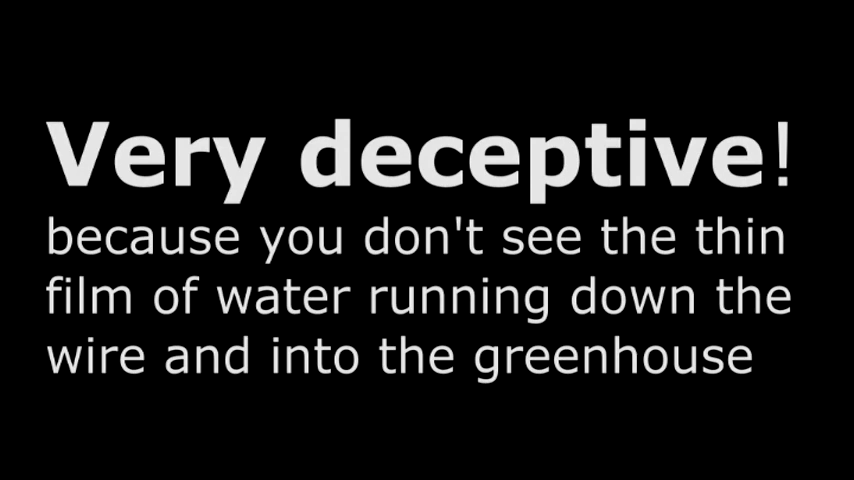 Very deceptive!
because you don't see the thin
film of water running down the
wire and into the greenhouse